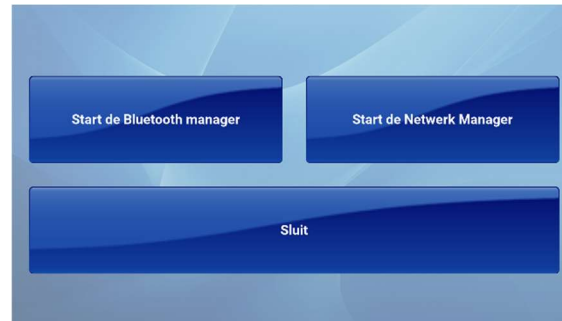 Start de Bluetooth manager
Start de Netwerk Manager
Sluit